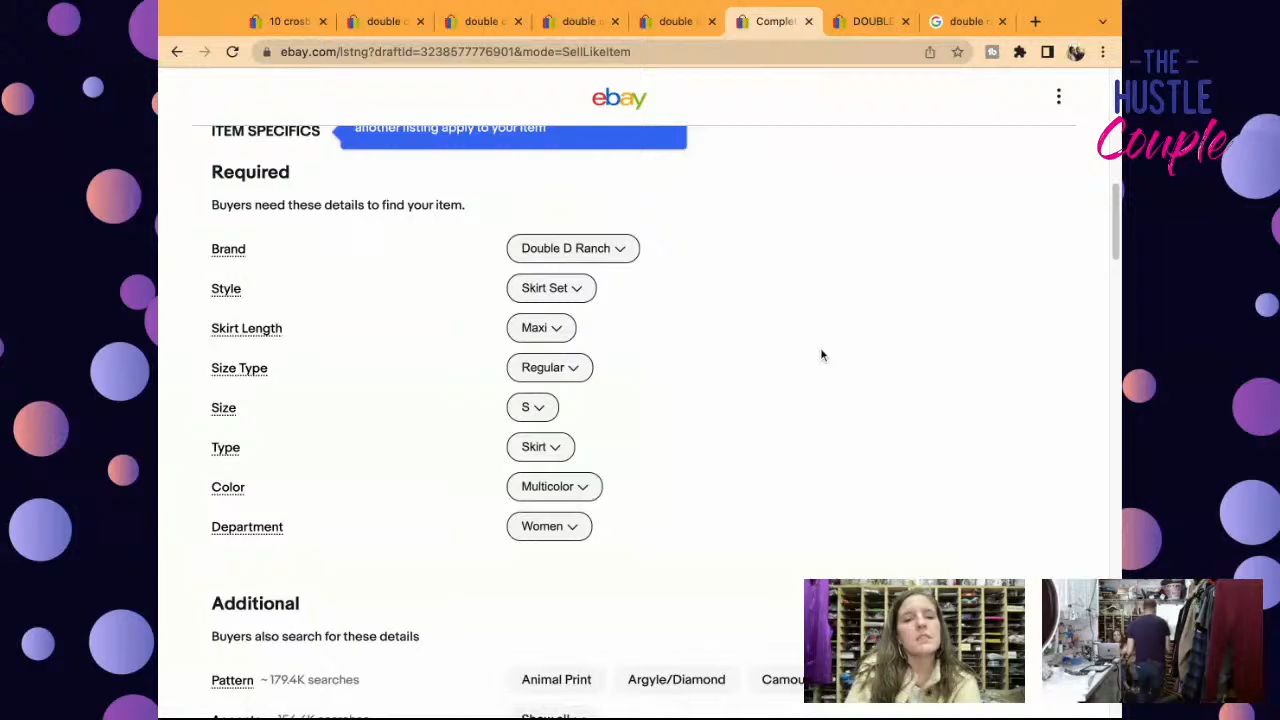 10 crosb
double c
double c
double o
double
Complet
DOUBLE
double r
ebay.com/lstng?draftid=3238577776901&mode=SellLikeItem
THE
HUSTLE
Couple
ebay
another listing apply to your item
ITEM SPECIFICS
Required
Buyers need these details to find your item.
Brand Double D Ranch
Style Skirt Set
Skirt Length Maxi
Size Type Regular
Size S
Type Skirt
Color Multicolor
Department Women
Additional
Buyers also search for these details
Pattern ~ 179.4K searches Animal Print Argyle/Diamond Camou